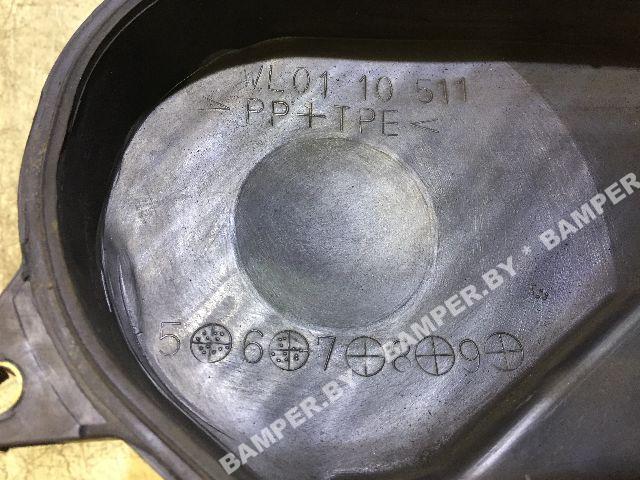 WL01 10 511
>PP+TPE<
5 6 7 8 9
BAMPER.BY * BAMPER.BY * BAMPER.BY * BAMPER